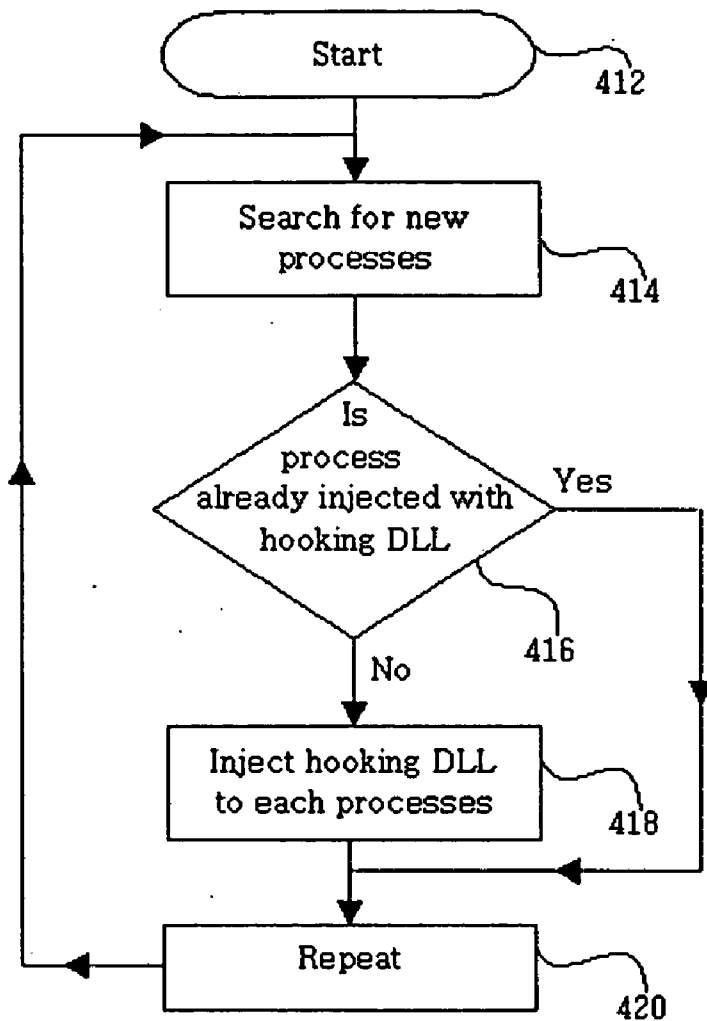 Start
412
Search for new
processes
414
Is
process
already injected with
hooking DLL
Yes
416
No
Inject hooking DLL
to each processes
418
Repeat
420